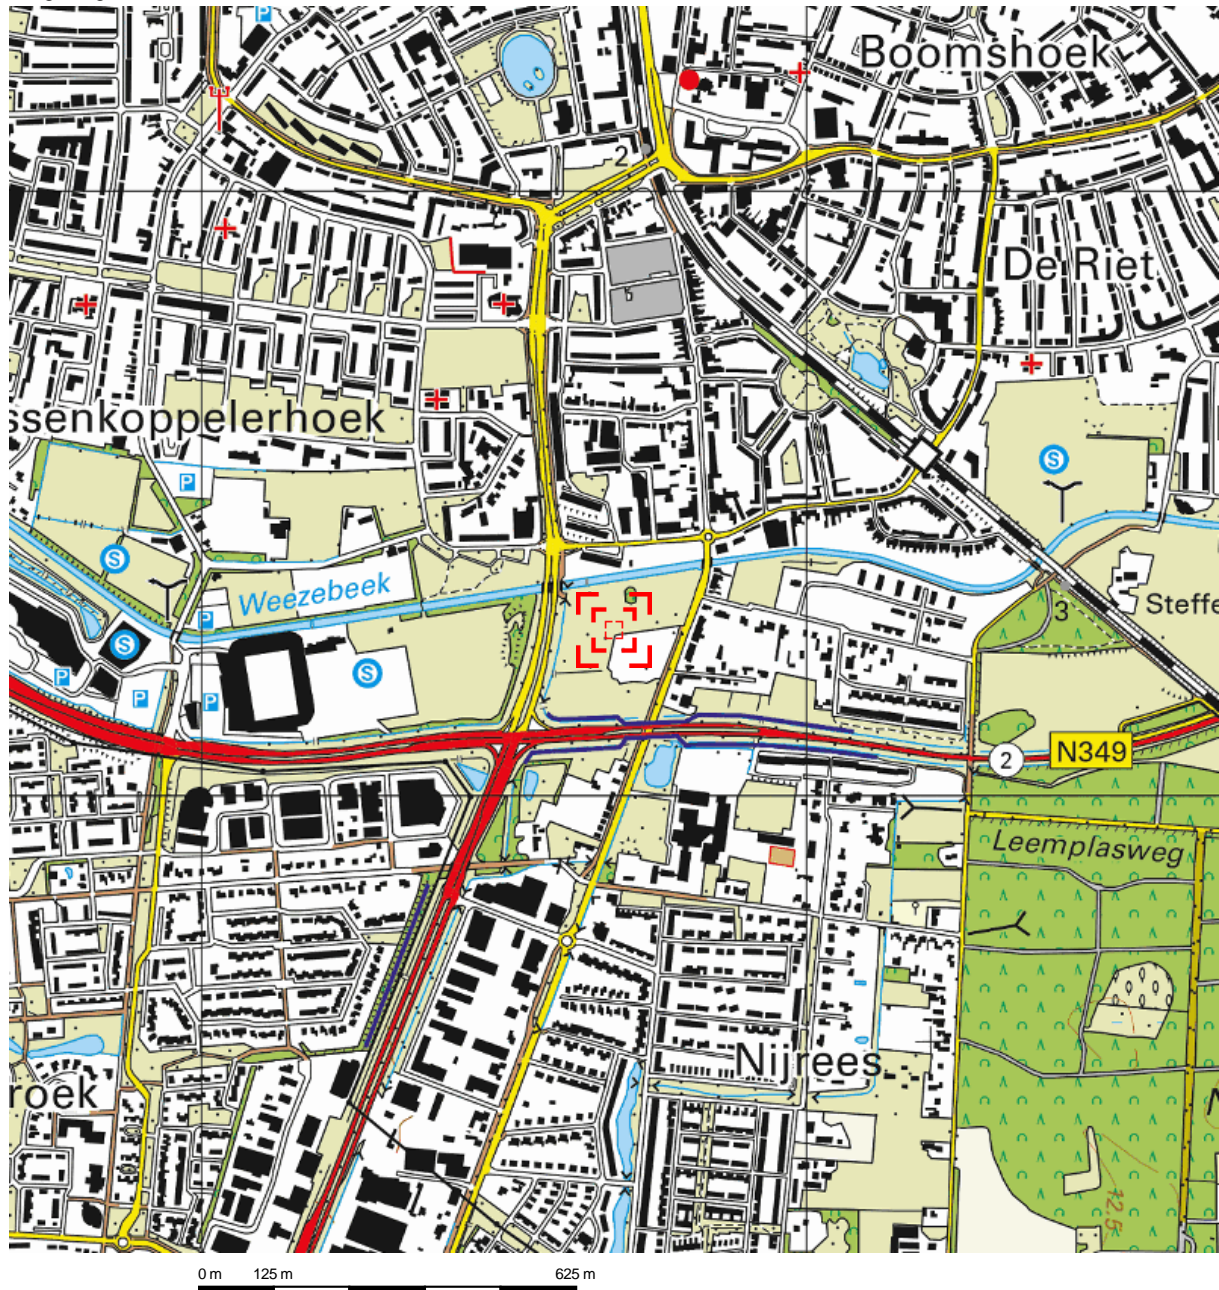 P
Boomshoek
2
De Riet
ssenkoppelerhoek
S
P
S
Weezebeek
3
Steffe
P
S
S
P
P
P
N349
2
Leemplasweg
Nijrees
roek
12.5
0 m 125 m 625 m